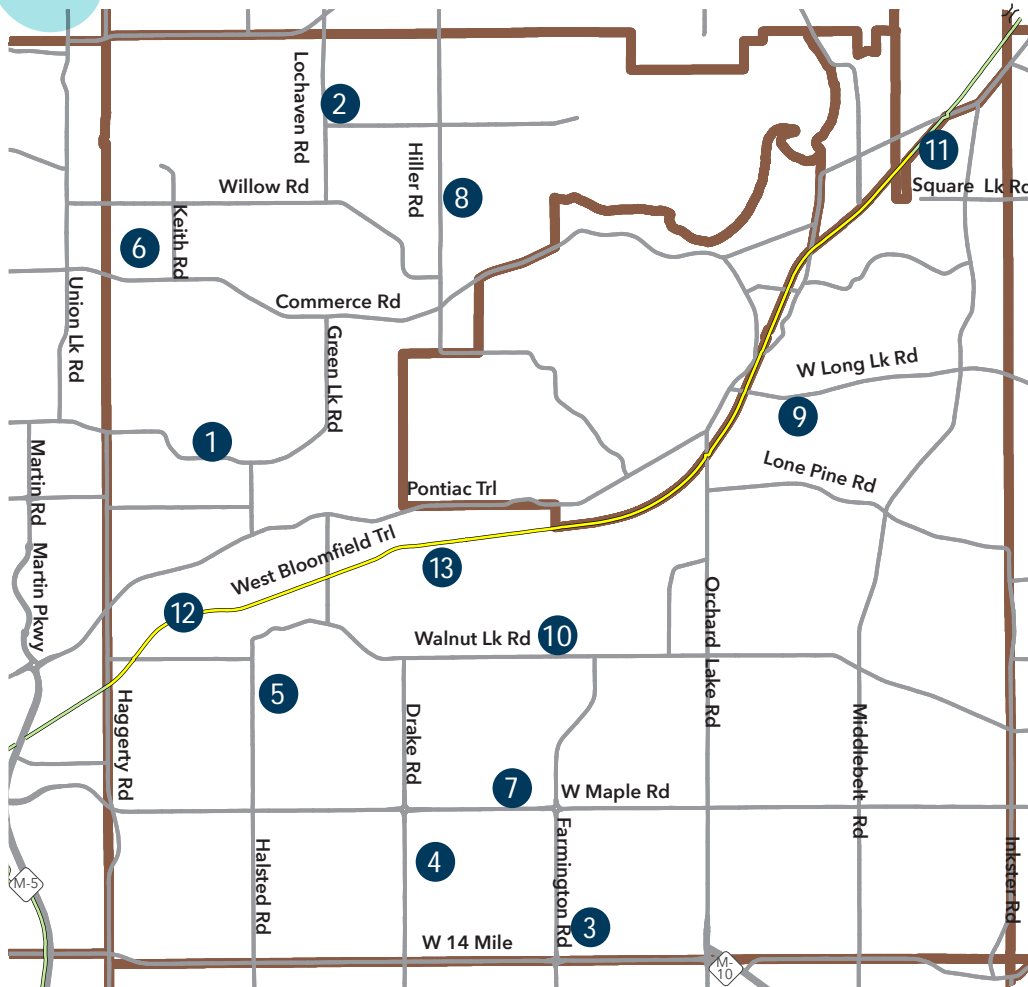 Lochaven Rd
2
Hiller Rd
11
Square Lk Rd
Willow Rd
8
Keith Rd
6
Union Lk Rd
Commerce Rd
Green Lk Rd
W Long Lk Rd
9
1
Martin Rd
Lone Pine Rd
Pontiac Trl
West Bloomfield Trl
13
Martin Pkwy
12
Orchard Lake Rd
Walnut Lk Rd
10
5
Haggerty Rd
Drake Rd
Middlebelt Rd
7
W Maple Rd
Farmington Rd
Halsted Rd
4
Inkster Rd
M-5
3
W 14 Mile
M-
10